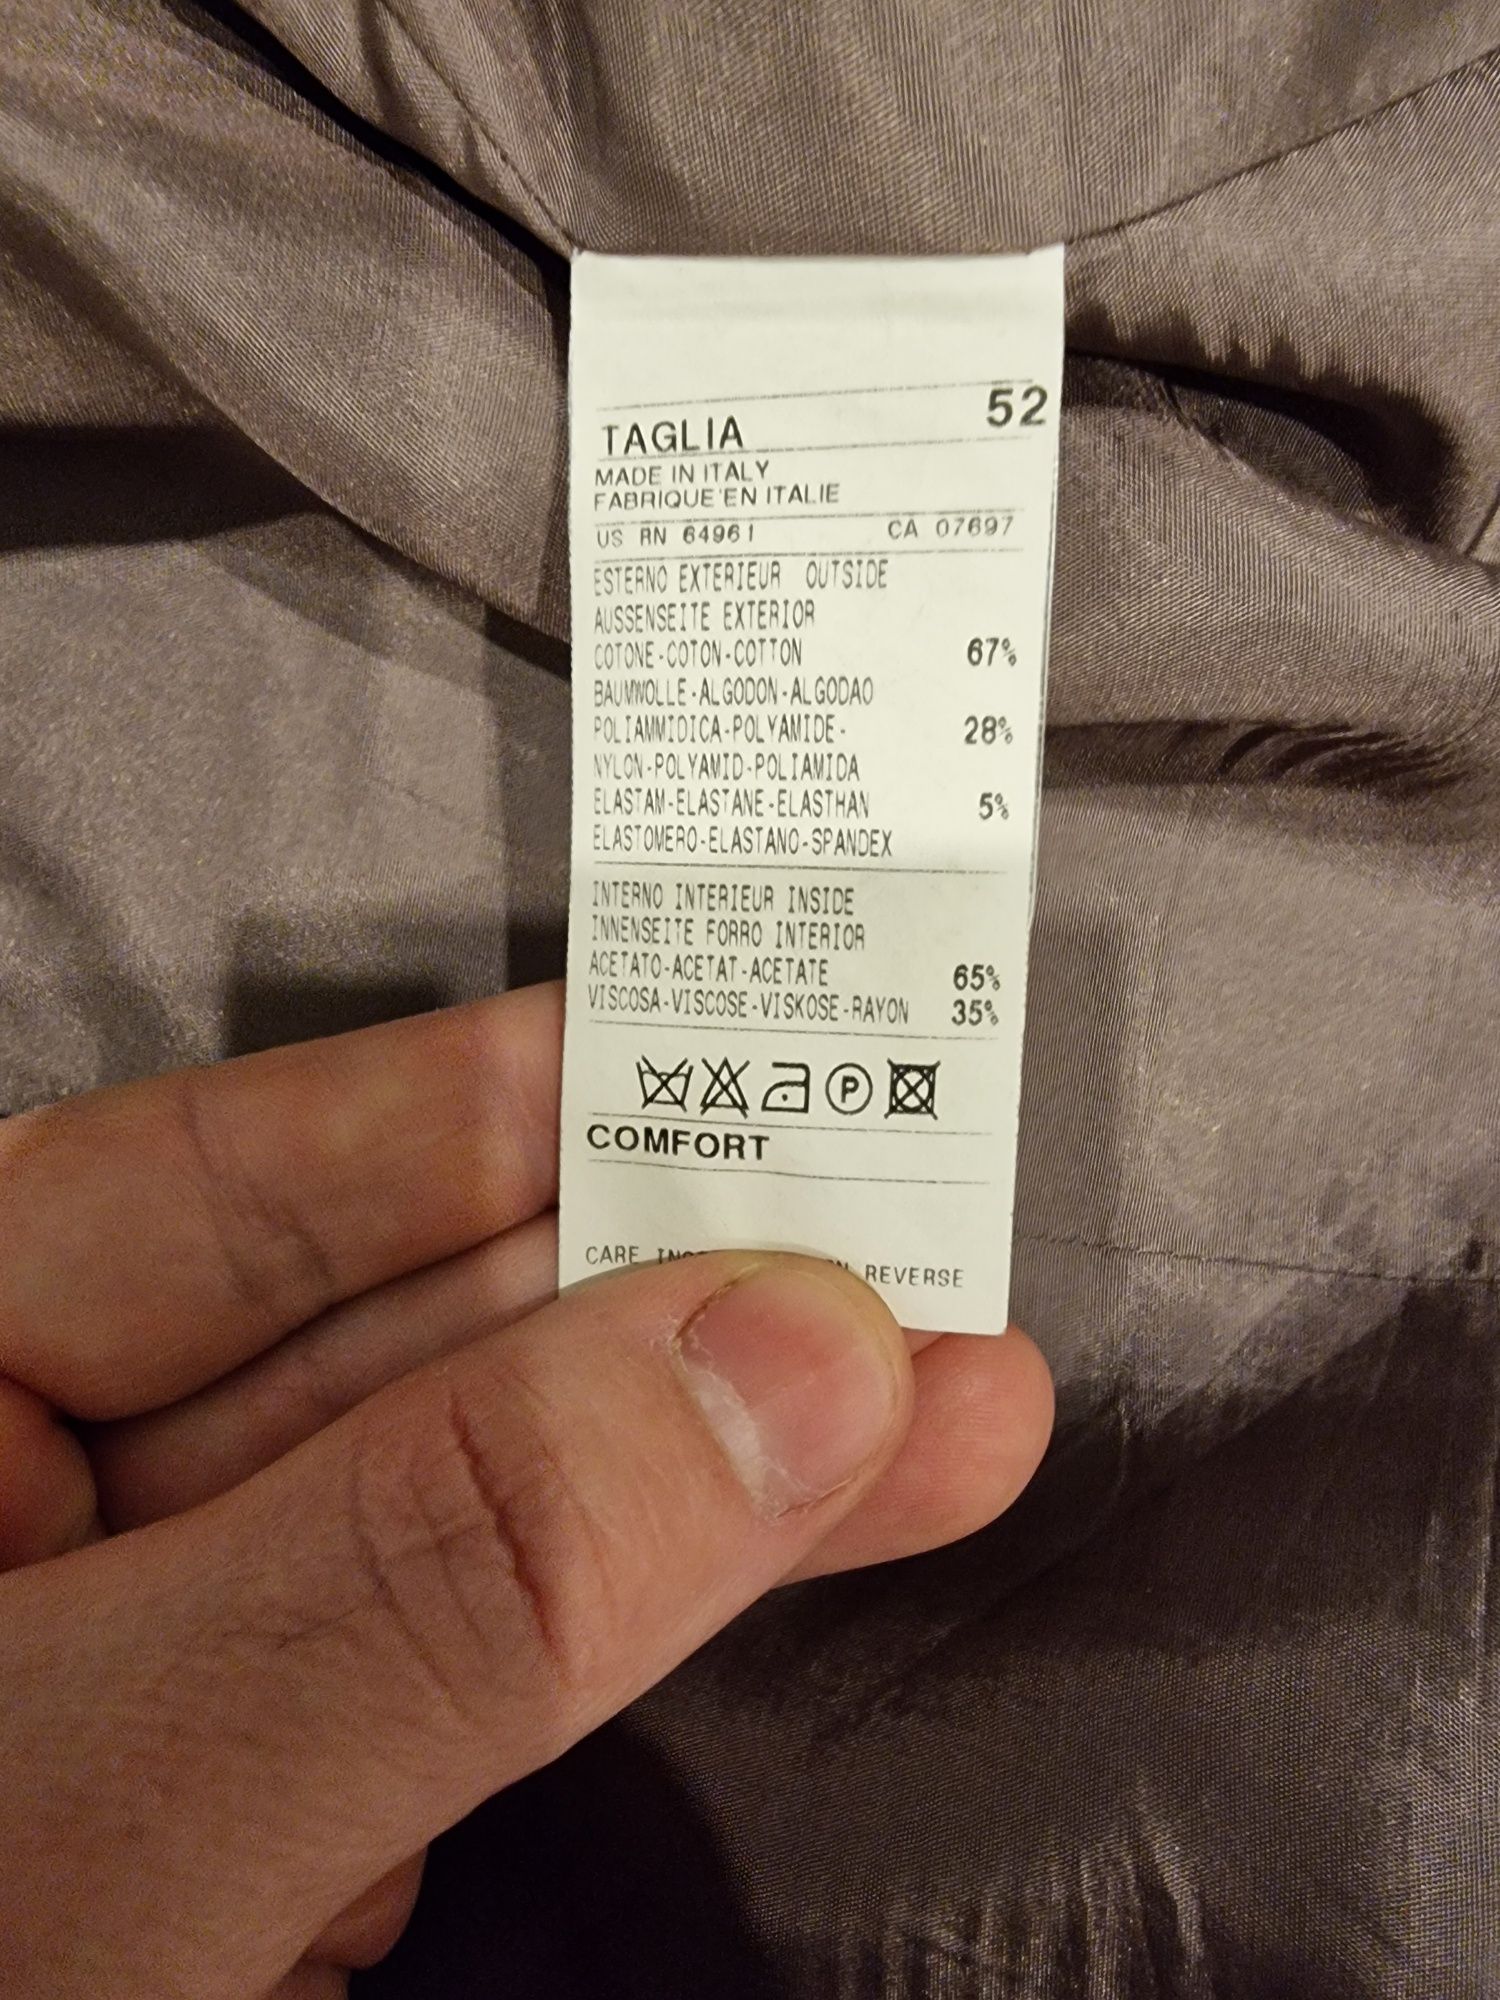 52
TAGLIA
MADE IN ITALY
FABRIQUE'EN ITALIE
US RN 64961 CA 07697
ESTERNO EXTERIEUR OUTSIDE
AUSSENSEITE EXTERIOR
COTONE-COTON-COTTON 67%
BAUMWOLLE-ALGODON-ALGODAO
POLIAMMIDICA-POLYAMIDE- 28%
NYLON-POLYAMID-POLIAMIDA
ELASTAM-ELASTANE-ELASTHAN 5%
ELASTOMERO-ELASTANO-SPANDEX
INTERNO INTERIEUR INSIDE
INNENSEITE FORRO INTERIOR
ACETATO-ACETAT-ACETATE 65%
VISCOSA-VISCOSE-VISKOSE-RAYON 35%
P
COMFORT
CARE REVERSE